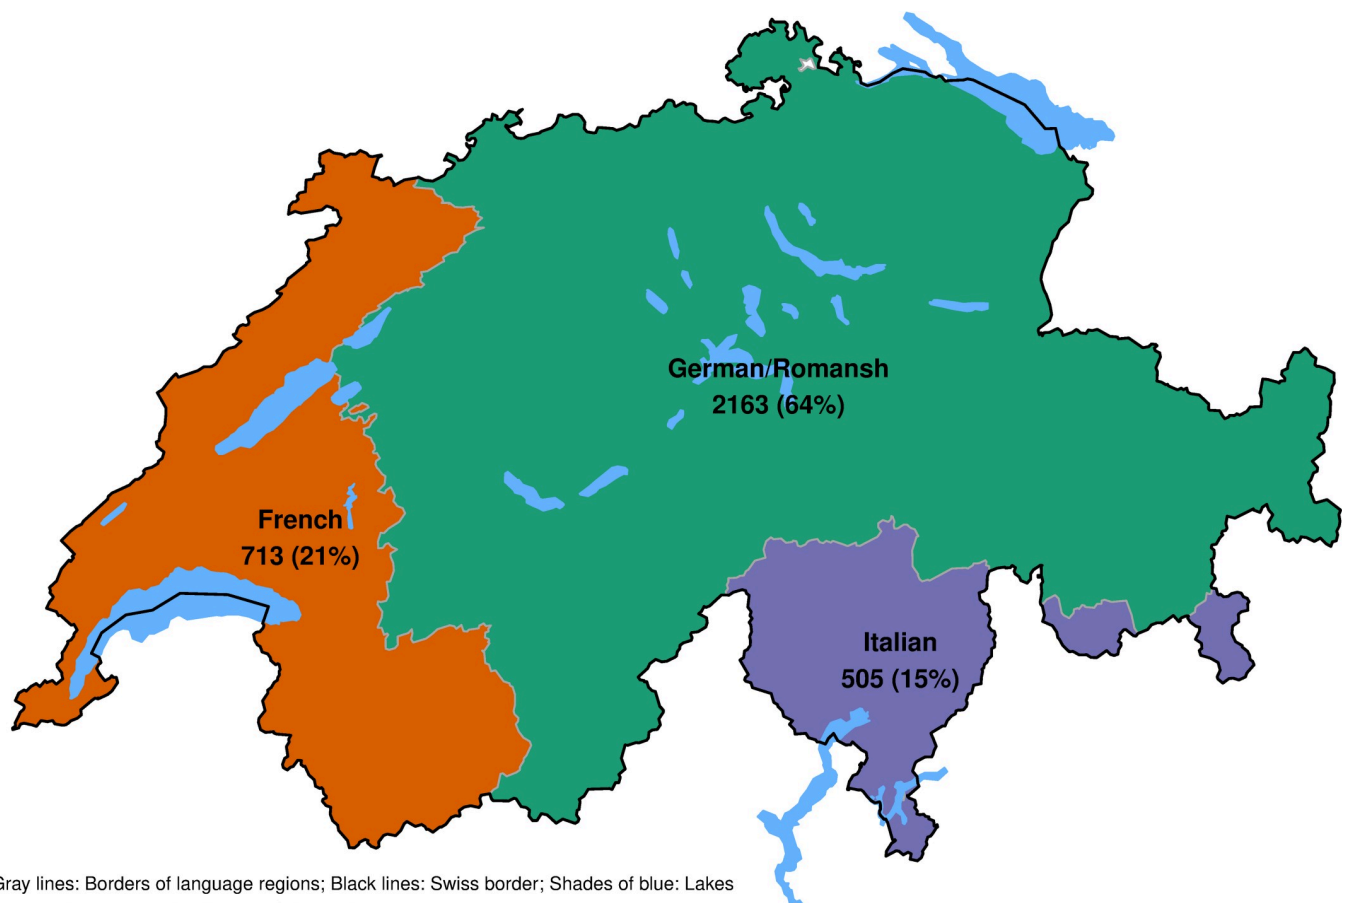 German/Romansh
2163 (64%)
French
713 (21%)
Italian
505 (15%)
Gray lines: Borders of language regions; Black lines: Swiss border; Shades of blue: Lakes